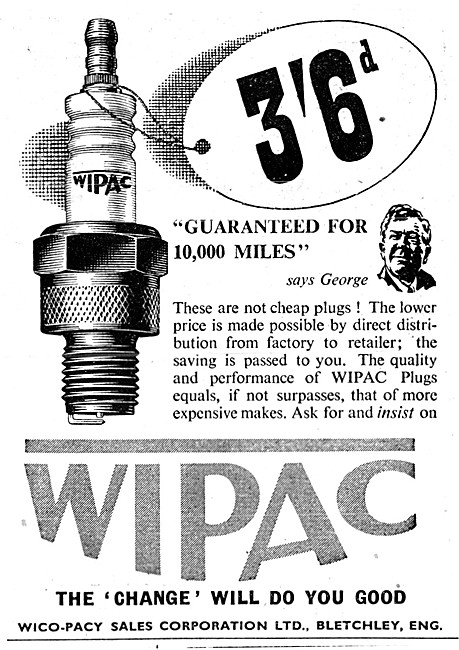 3'6d
WIPAC
"GUARANTEED FOR
10,000 MILES"
says George
These are not cheap plugs ! The lower
price is made possible by direct distri-
bution from factory to retailer; the
saving is passed to you. The quality
and performance of WIPAC Plugs
equals, if not surpasses, that of more
expensive makes. Ask for and insist on
WIPAC
THE 'CHANGE' WILL DO YOU GOOD
WICO-PACY SALES CORPORATION LTD., BLETCHLEY, ENG.